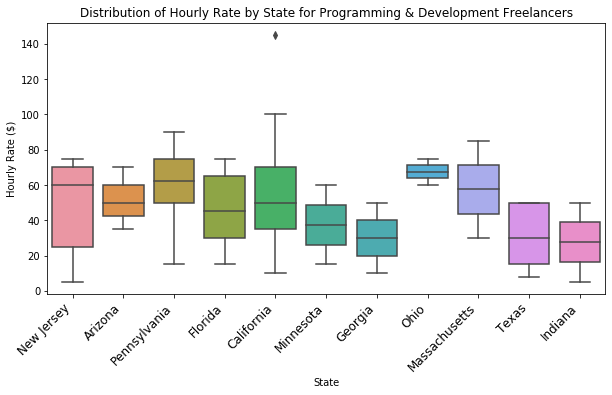 Distribution of Hourly Rate by State for Programming & Development Freelancers
Hourly Rate ($)
140
120
100
80
60
40
20
0
New Jersey
Arizona
Pennsylvania
Florida
California
Minnesota
Georgia
Ohio
Massachusetts
Texas
Indiana
State